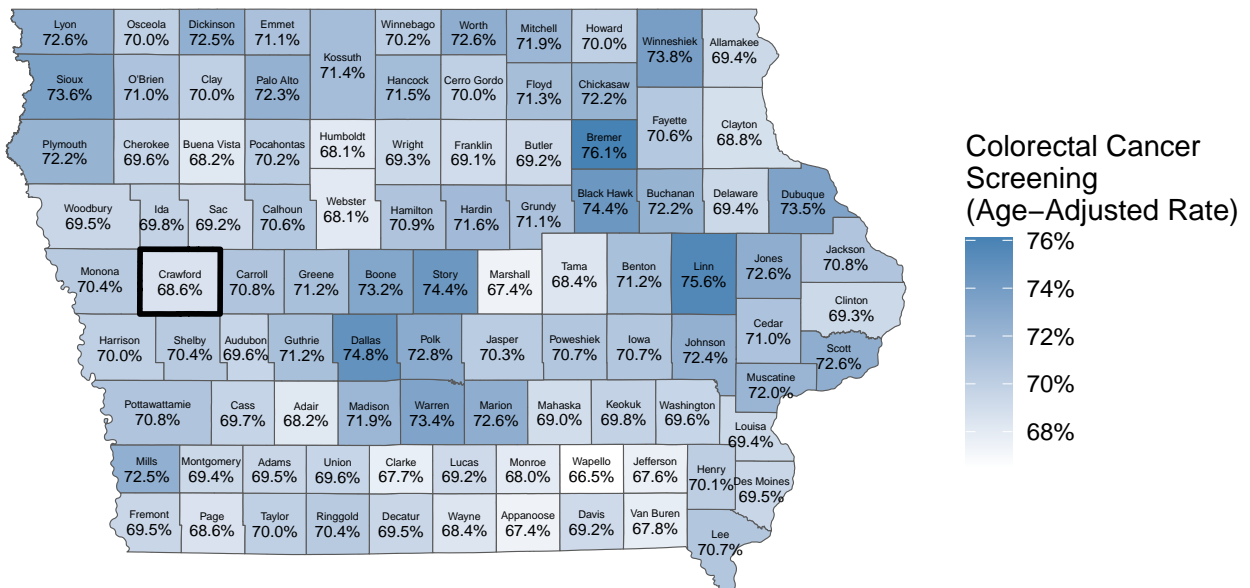 Lyon Osceola Dickinson Emmet Winnebago Worth Mitchell Howard Winneshiek Allamakee
72.6% 70.0% 72.5% 71.1% 70.2% 72.6% 71.9% 70.0% 73.8% 69.4%
Kossuth
71.4%
Sioux O'Brien Clay Palo Alto Hancock Cerro Gordo Floyd Chickasaw
73.6% 71.0% 70.0% 72.3% 71.5% 70.0% 71.3% 72.2%
Fayette Clayton
70.6% 68.8%
Plymouth Cherokee Buena Vista Pocahontas Humboldt Wright Franklin Butler Bremer
72.2% 69.6% 68.2% 70.2% 68.1% 69.3% 69.1% 69.2% 76.1%
Woodbury Ida Sac Calhoun Webster Hamilton Hardin Grundy Black Hawk Buchanan Delaware Dubuque
69.5% 69.8% 69.2% 70.6% 68.1% 70.9% 71.6% 71.1% 74.4% 72.2% 69.4% 73.5%
Monona Crawford Carroll Greene Boone Story Marshall Tama Benton Linn Jones Jackson
70.4% 68.6% 70.8% 71.2% 73.2% 74.4% 67.4% 68.4% 71.2% 75.6% 72.6% 70.8%
Clinton
69.3%
Harrison Shelby Audubon Guthrie Dallas Polk Jasper Poweshiek Iowa Johnson Cedar Scott
70.0% 70.4% 69.6% 71.2% 74.8% 72.8% 70.3% 70.7% 70.7% 72.4% 71.0% 72.6%
Muscatine
72.0%
Pottawattamie Cass Adair Madison Warren Marion Mahaska Keokuk Washington Louisa
70.8% 69.7% 68.2% 71.9% 73.4% 72.6% 69.0% 69.8% 69.6% 69.4%
Mills Montgomery Adams Union Clarke Lucas Monroe Wapello Jefferson Henry Des Moines
72.5% 69.4% 69.5% 69.6% 67.7% 69.2% 68.0% 66.5% 67.6% 70.1% 69.5%
Fremont Page Taylor Ringgold Decatur Wayne Appanoose Davis Van Buren Lee
69.5% 68.6% 70.0% 70.4% 69.5% 68.4% 67.4% 69.2% 67.8% 70.7%
Colorectal Cancer
Screening
(Age−Adjusted Rate)
76%
74%
72%
70%
68%